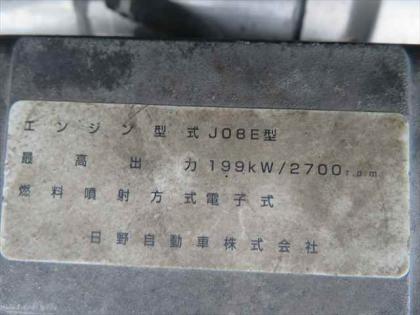 エンジン型式J08E型
最高出力199kW/2700r.p.m
燃料噴射方式電子式
日野自動車株式会社